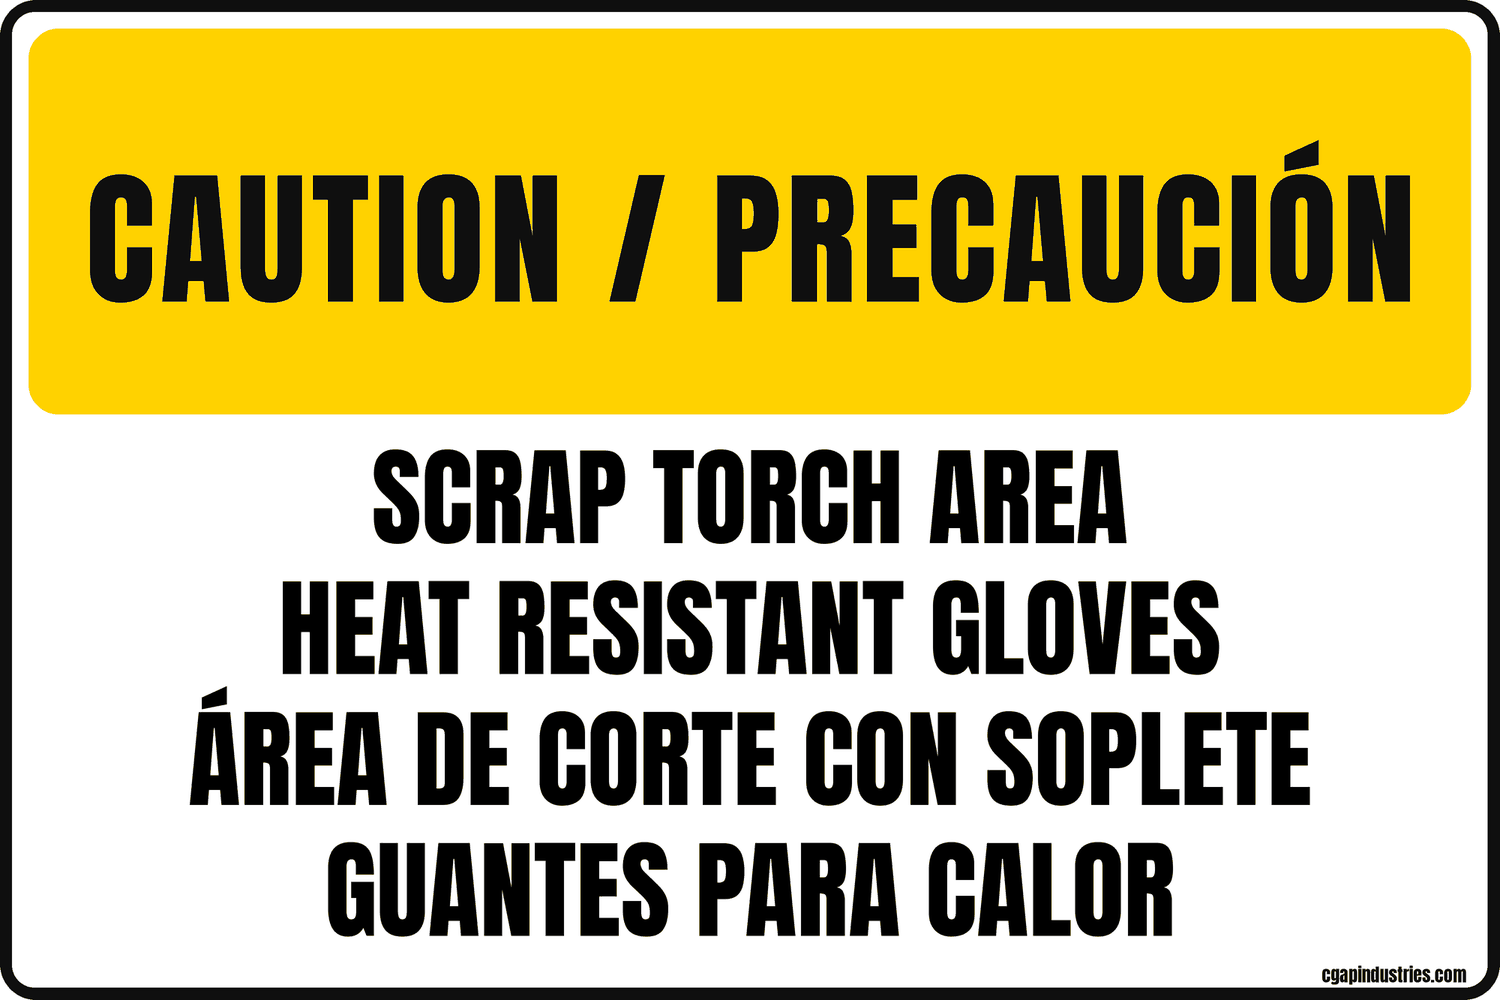 CAUTION / PRECAUCIÓN
SCRAP TORCH AREA
HEAT RESISTANT GLOVES
ÁREA DE CORTE CON SOPLETE
GUANTES PARA CALOR
cgapindustries.com